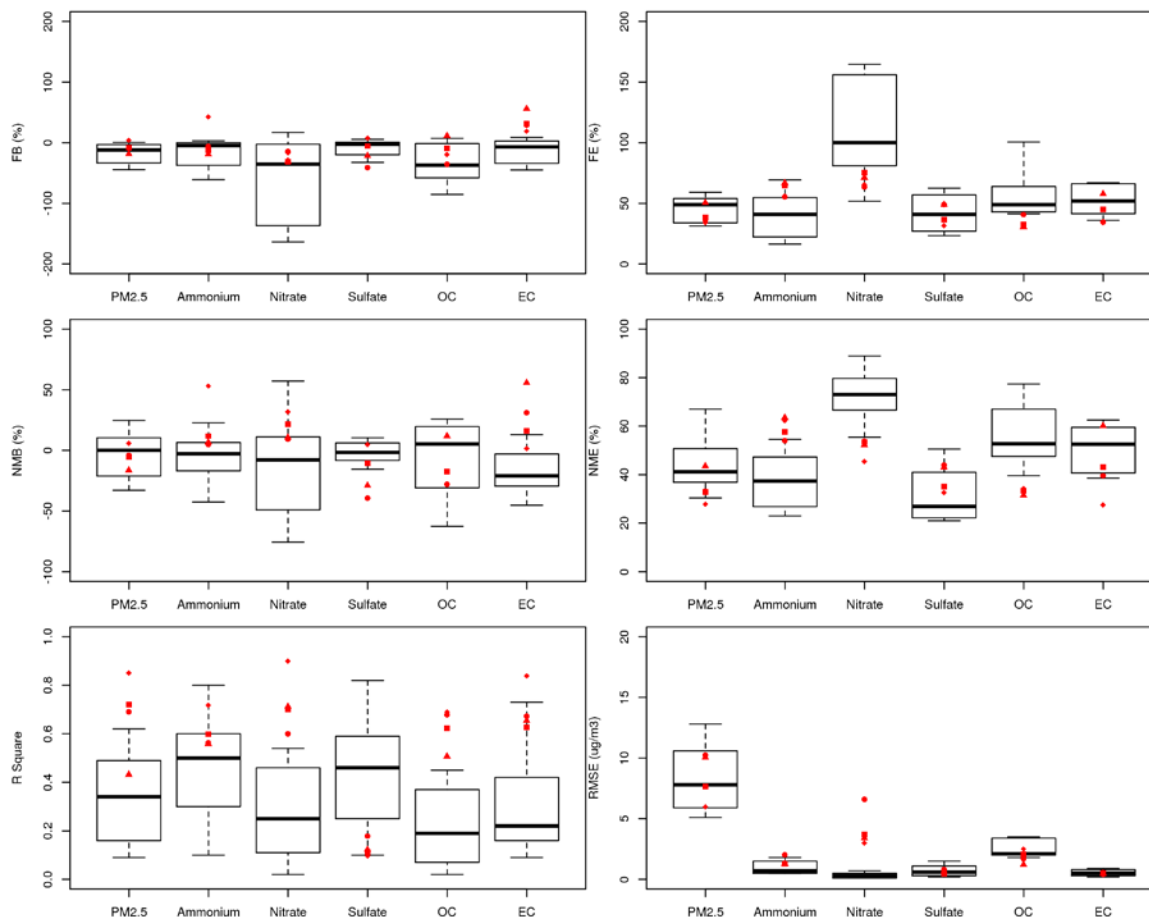 FB (%)
200
100
0
-100
-200
PM2.5 Ammonium Nitrate Sulfate OC EC
FE (%)
200
150
100
50
0
PM2.5 Ammonium Nitrate Sulfate OC EC
NMB (%)
100
50
0
-50
-100
PM2.5 Ammonium Nitrate Sulfate OC EC
NME (%)
100
80
60
40
20
0
PM2.5 Ammonium Nitrate Sulfate OC EC
R Square
1.0
0.8
0.6
0.4
0.2
0.0
PM2.5 Ammonium Nitrate Sulfate OC EC
RMSE (ug/m3)
20
15
10
5
0
PM2.5 Ammonium Nitrate Sulfate OC EC